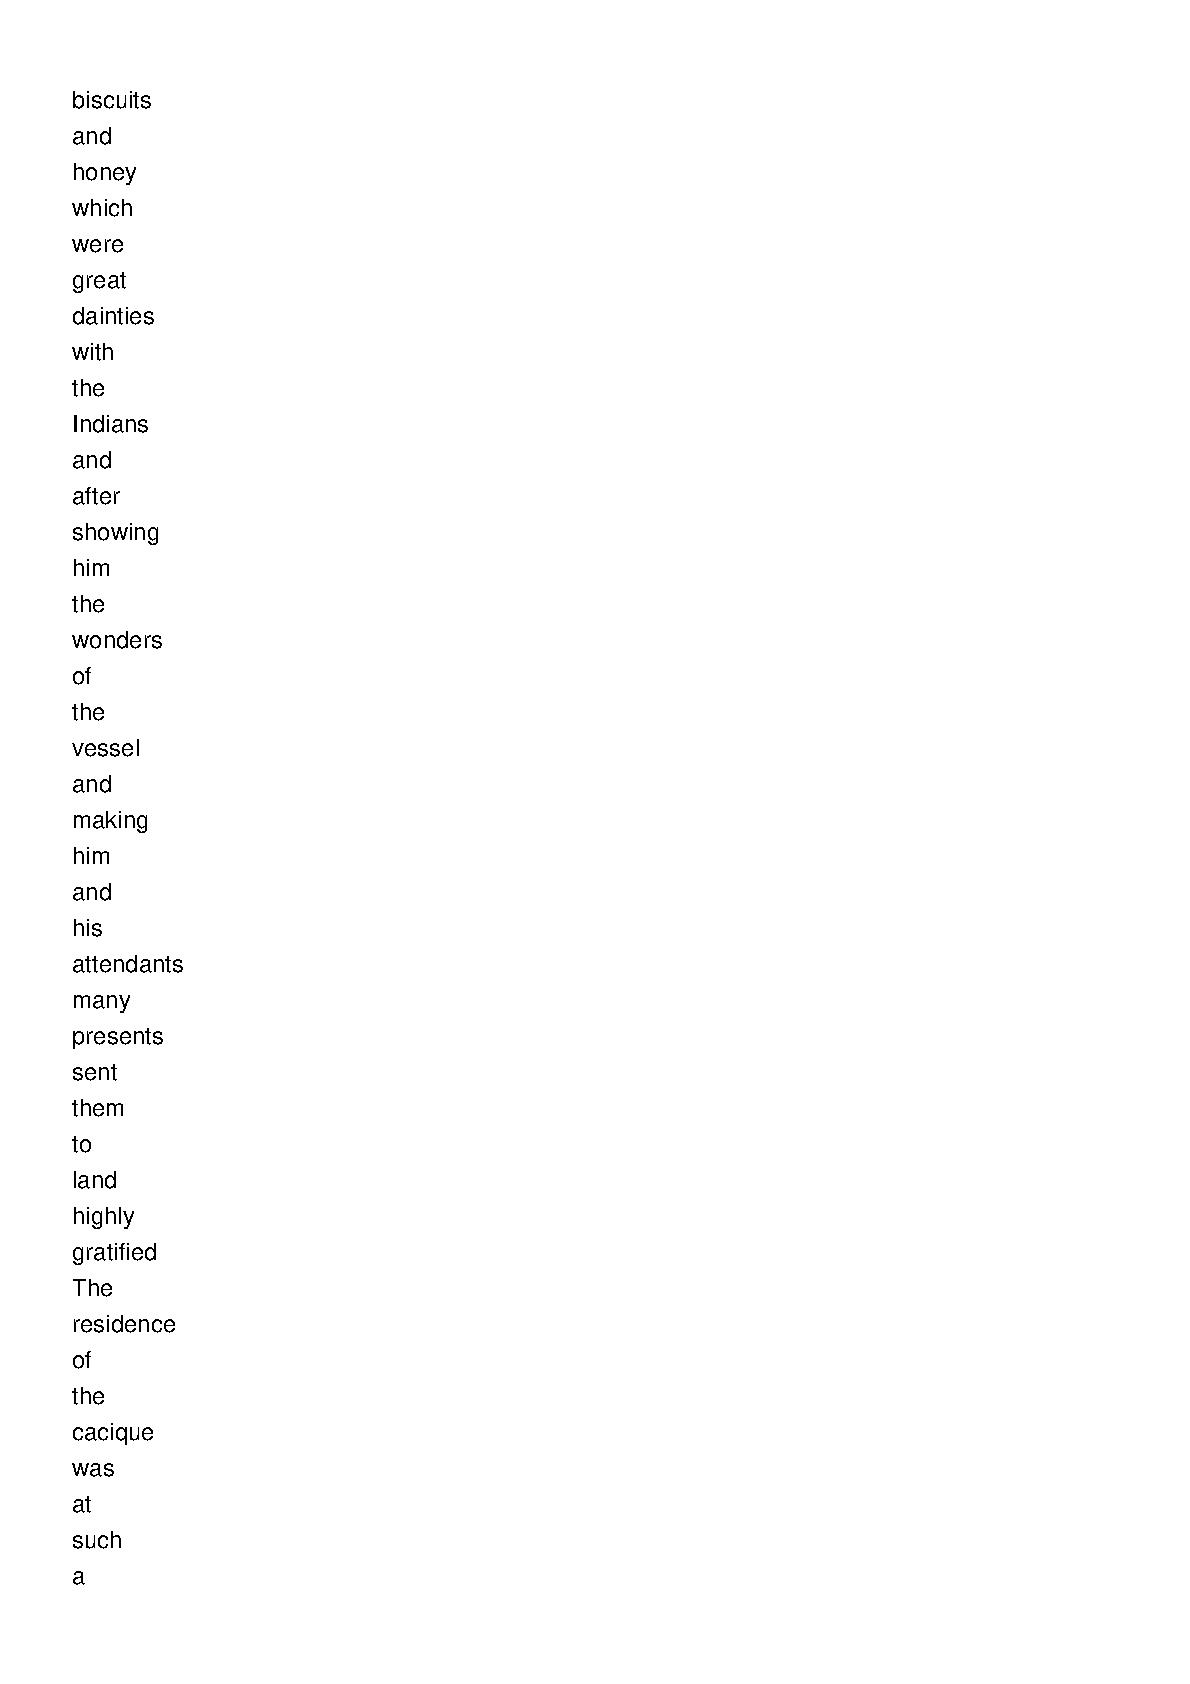 biscuits
and
honey
which
were
great
dainties
with
the
Indians
and
after
showing
him
the
wonders
of
the
vessel
and
making
him
and
his
attendants
many
presents
sent
them
to
land
highly
gratified
The
residence
of
the
cacique
was
at
such
a